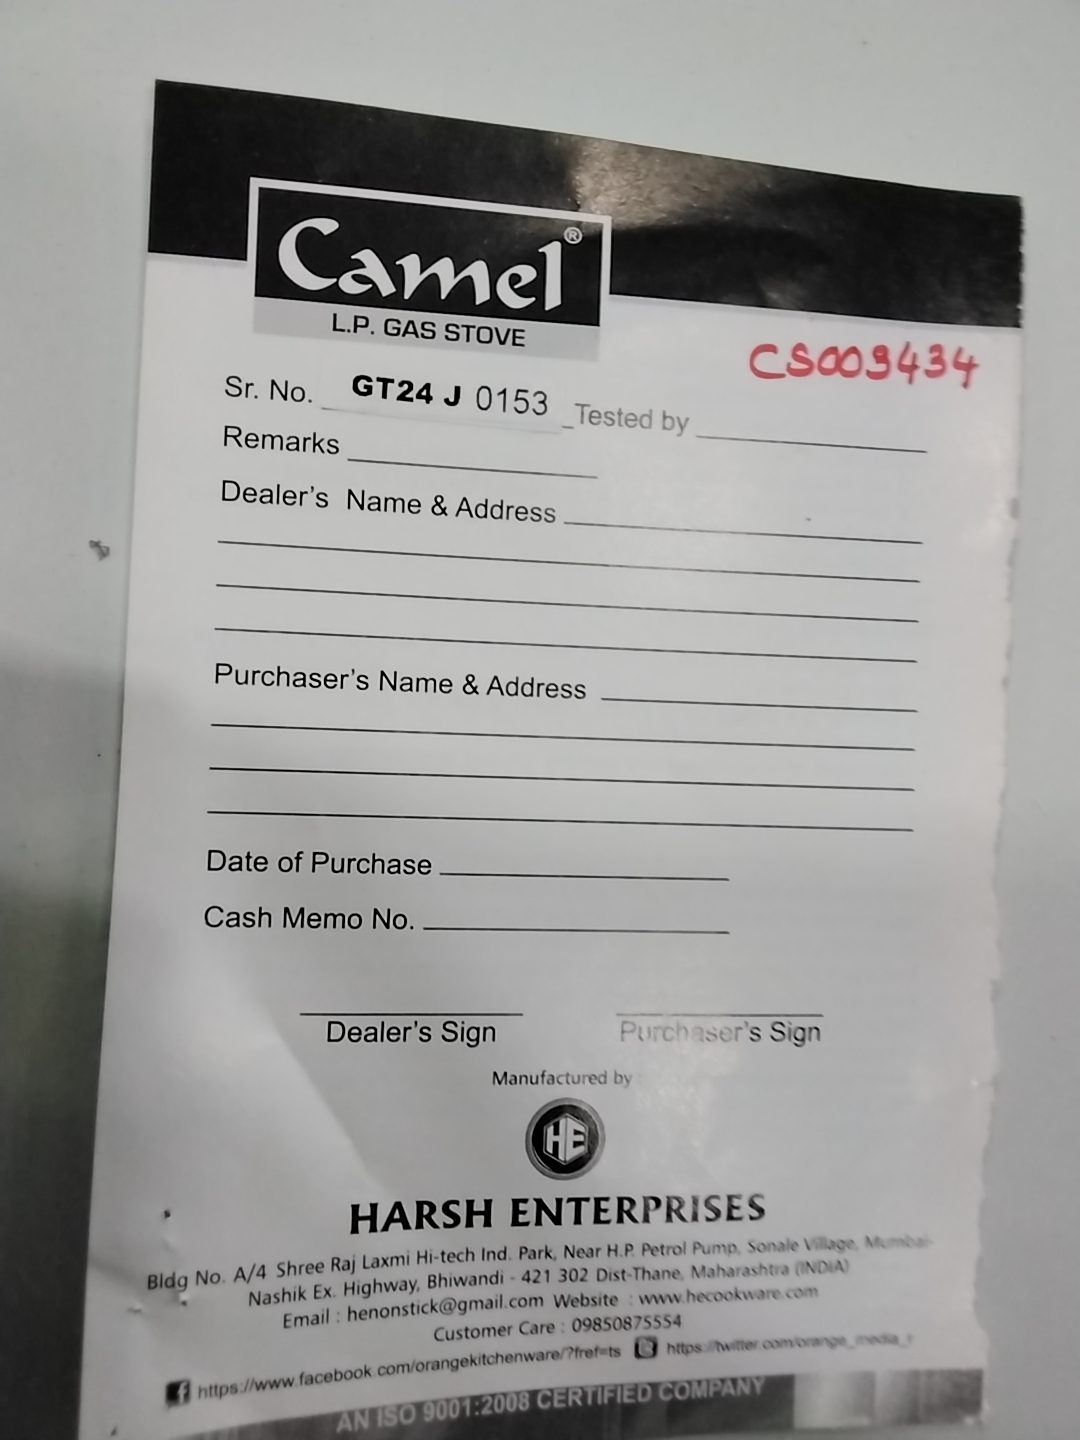 Camel®
L.P. GAS STOVE
CS003434
Sr. No. GT24 J 0153 Tested by
Remarks
Dealer's Name & Address
Purchaser's Name & Address
Date of Purchase
Cash Memo No.
Dealer's Sign Purchaser's Sign
Manufactured by :
HE
HARSH ENTERPRISES
Bldg No. A/4 Shree Raj Laxmi Hi-tech Ind. Park, Near H.P. Petrol Pump, Sonale Village, Mumbai-
Nashik Ex. Highway, Bhiwandi - 421 302 Dist-Thane, Maharashtra (INDIA)
Email : henonstick@gmail.com Website : www.hecookware.com
Customer Care : 09850875554
f https://www.facebook.com/orangekitchenware/?fref=ts https://twitter.com/orange_media_
AN ISO 9001:2008 CERTIFIED COMPANY